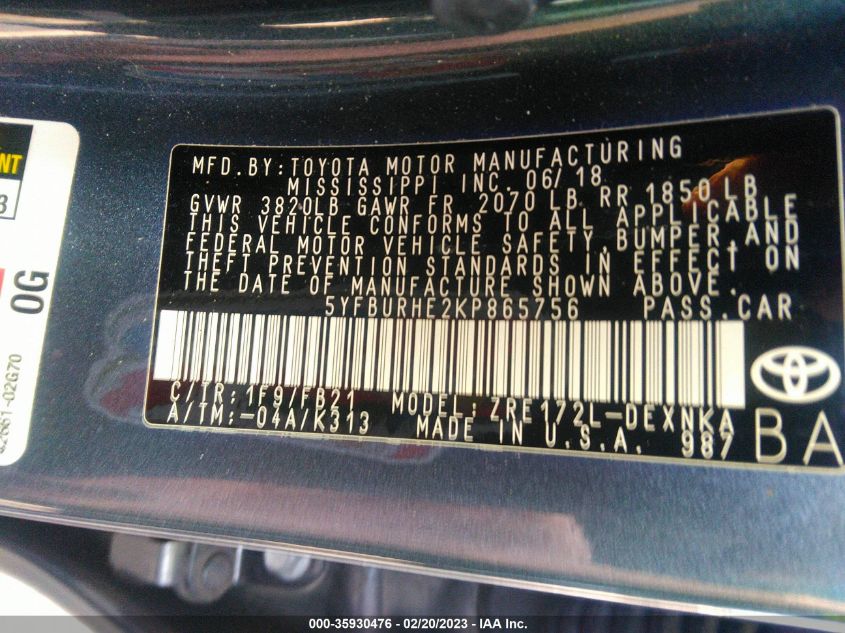 MFD.BY:TOYOTA MOTOR MANUFACTURING
MISSISSIPPI INC. 06/18
GVWR 3820LB GAWR FR 2070 LB RR 1850 LB
THIS VEHICLE CONFORMS TO ALL APPLICABLE
FEDERAL MOTOR VEHICLE SAFETY,BUMPER,AND
THEFT PREVENTION STANDARDS IN EFFECT ON
THE DATE OF MANUFACTURE SHOWN ABOVE.
5YFBURHE2KP865756 PASS.CAR
C/TR:1F9/FB21 MODEL:ZRE172L-DEXNKA
A/TM:-04A/K313 MADE IN U.S.A. 987
BA
0G
-02G70
000-35930476 - 02/20/2023 - IAA Inc.